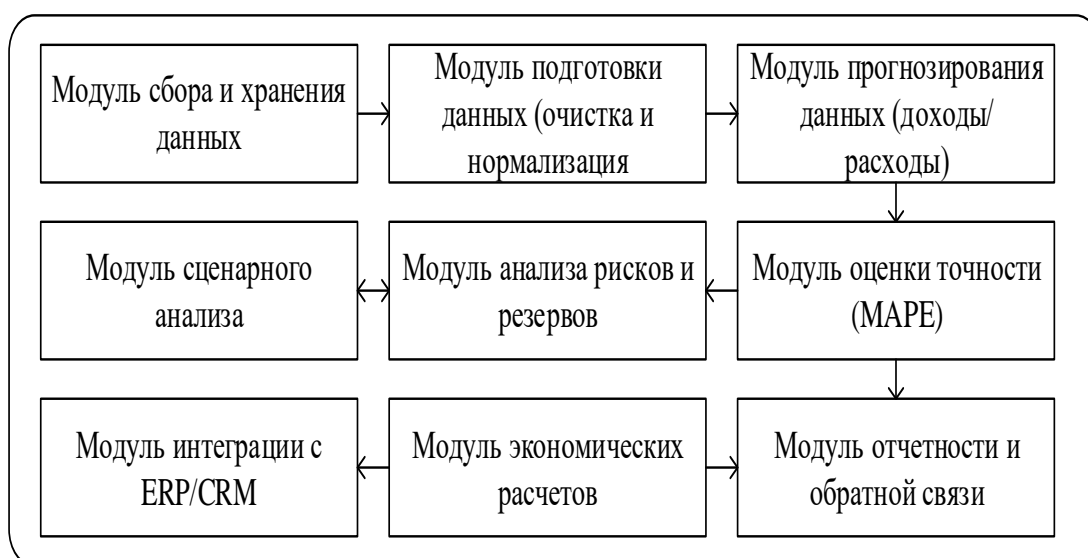 Модуль сбора и хранения
данных
Модуль подготовки
данных (очистка и
нормализация
Модуль прогнозирования
данных (доходы/
расходы)
Модуль сценарного
анализа
Модуль анализа рисков и
резервов
Модуль оценки точности
(MAPE)
Модуль интеграции с
ERP/CRM
Модуль экономических
расчетов
Модуль отчетности и
обратной связи